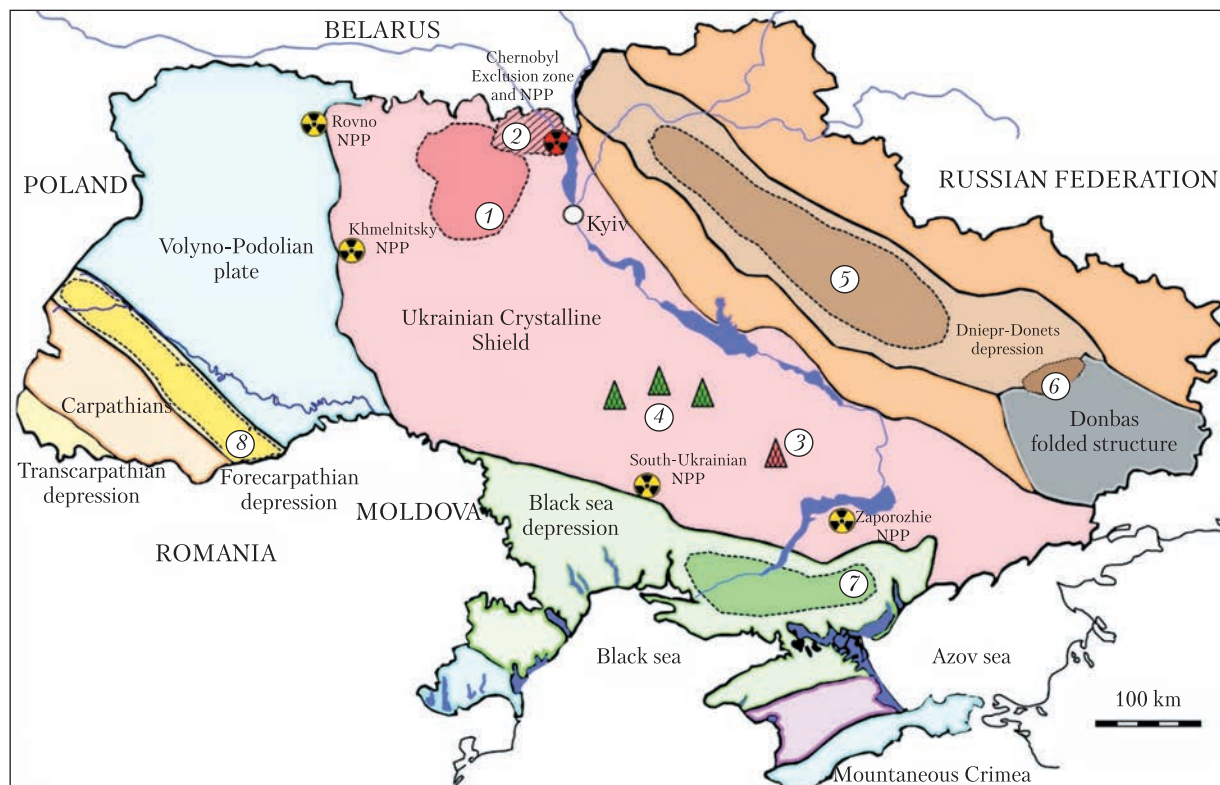 BELARUS
Chernobyl
Exclusion zone
and NPP
Rovno
NPP
2
POLAND
RUSSIAN FEDERATION
1
Kyiv
Khmelnitsky
NPP
Volyno-Podolian
plate
5
Ukrainian Crystalline
Shield
Dniepr-Donets
depression
6
Carpathians
4
Donbas
folded structure
8
3
Transcarpathian
depression
Forecarpathian
depression
South-Ukrainian
NPP
MOLDOVA
Black sea
depression
Zaporozhie
NPP
ROMANIA
7
Black sea
Azov sea
100 km
Mountaneous Crimea